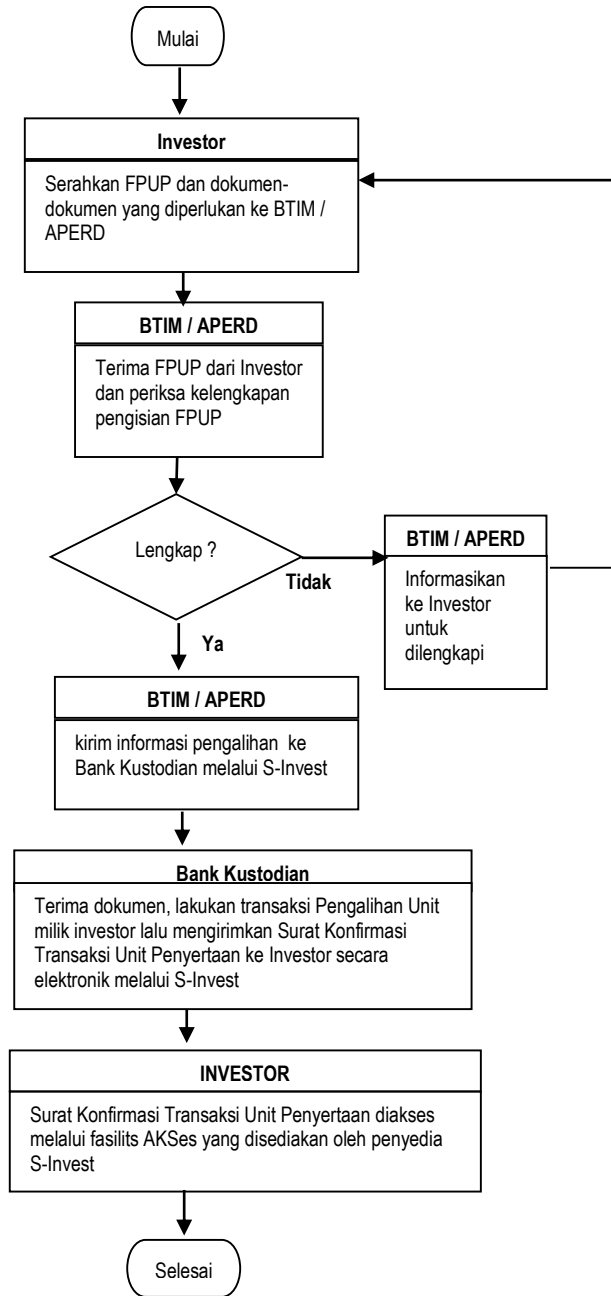 Mulai
Investor
Serahkan FPUP dan dokumen-
dokumen yang diperlukan ke BTIM /
APERD
BTIM / APERD
Terima FPUP dari Investor
dan periksa kelengkapan
pengisian FPUP
Lengkap ?
Tidak
BTIM / APERD
Informasikan
ke Investor
untuk
dilengkapi
Ya
BTIM / APERD
kirim informasi pengalihan ke
Bank Kustodian melalui S-Invest
Bank Kustodian
Terima dokumen, lakukan transaksi Pengalihan Unit
milik investor lalu mengirimkan Surat Konfirmasi
Transaksi Unit Penyertaan ke Investor secara
elektronik melalui S-Invest
INVESTOR
Surat Konfirmasi Transaksi Unit Penyertaan diakses
melalui fasilits AKSes yang disediakan oleh penyedia
S-Invest
Selesai